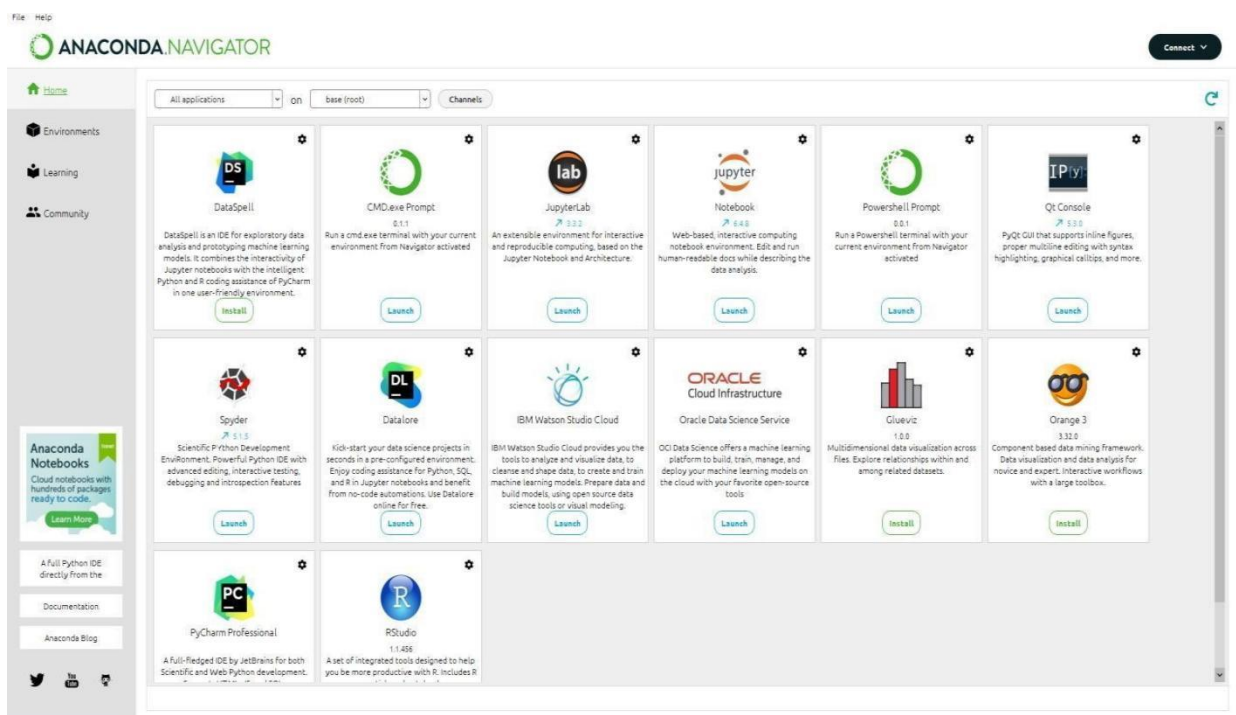 File Help
ANACONDA.NAVIGATOR
Connect
Home
Environments
Learning
Community
All applications on base (root) Channels
DS
DataSpell
DataSpell is an IDE for exploratory data
analysis and prototyping machine learning
models. It combines the interactivity of
Jupyter notebooks with the intelligent
Python and R coding assistance of PyCharm
in one user-friendly environment.
Install
CMD.exe Prompt
0.1.1
Run a cmd.exe terminal with your current
environment from Navigator activated
Launch
lab
JupyterLab
3.3.2
An extensible environment for interactive
and reproducible computing, based on the
Jupyter Notebook and Architecture.
Launch
jupyter
Notebook
6.4.8
Web-based, interactive computing
notebook environment. Edit and run
human-readable docs while describing the
data analysis.
Launch
Powershell Prompt
0.0.1
Run a Powershell terminal with your
current environment from Navigator
activated
Launch
IP[y]:
Qt Console
5.3.0
PyQt GUI that supports inline figures,
proper multiline editing with syntax
highlighting, graphical calltips, and more.
Launch
Spyder
5.1.5
Scientific PYthon Development
EnviRonment. Powerful Python IDE with
advanced editing, interactive testing,
debugging and introspection features
Launch
DL
Datalore
Kick-start your data science projects in
seconds in a pre-configured environment.
Enjoy coding assistance for Python, SQL,
and R in Jupyter notebooks and benefit
from no-code automations. Use Datalore
online for free.
Launch
IBM Watson Studio Cloud
IBM Watson Studio Cloud provides you the
tools to analyze and visualize data, to
cleanse and shape data, to create and train
machine learning models. Prepare data and
build models, using open source data
science tools or visual modeling.
Launch
ORACLE
Cloud Infrastructure
Oracle Data Science Service
OCI Data Science offers a machine learning
platform to build, train, manage, and
deploy your machine learning models on
the cloud with your favorite open-source
tools
Launch
Glueviz
1.0.0
Multidimensional data visualization across
files. Explore relationships within and
among related datasets.
Install
Orange 3
3.32.0
Component based data mining framework.
Data visualization and data analysis for
novice and expert. Interactive workflows
with a large toolbox.
Install
PC
PyCharm Professional
A full-fledged IDE by JetBrains for both
Scientific and Web Python development.
R
RStudio
1.1.456
A set of integrated tools designed to help
you be more productive with R. Includes R
Anaconda
Notebooks
Cloud notebooks with
hundreds of packages
ready to code.
Learn More
A full Python IDE
directly from the
Documentation
Anaconda Blog
You
Tube